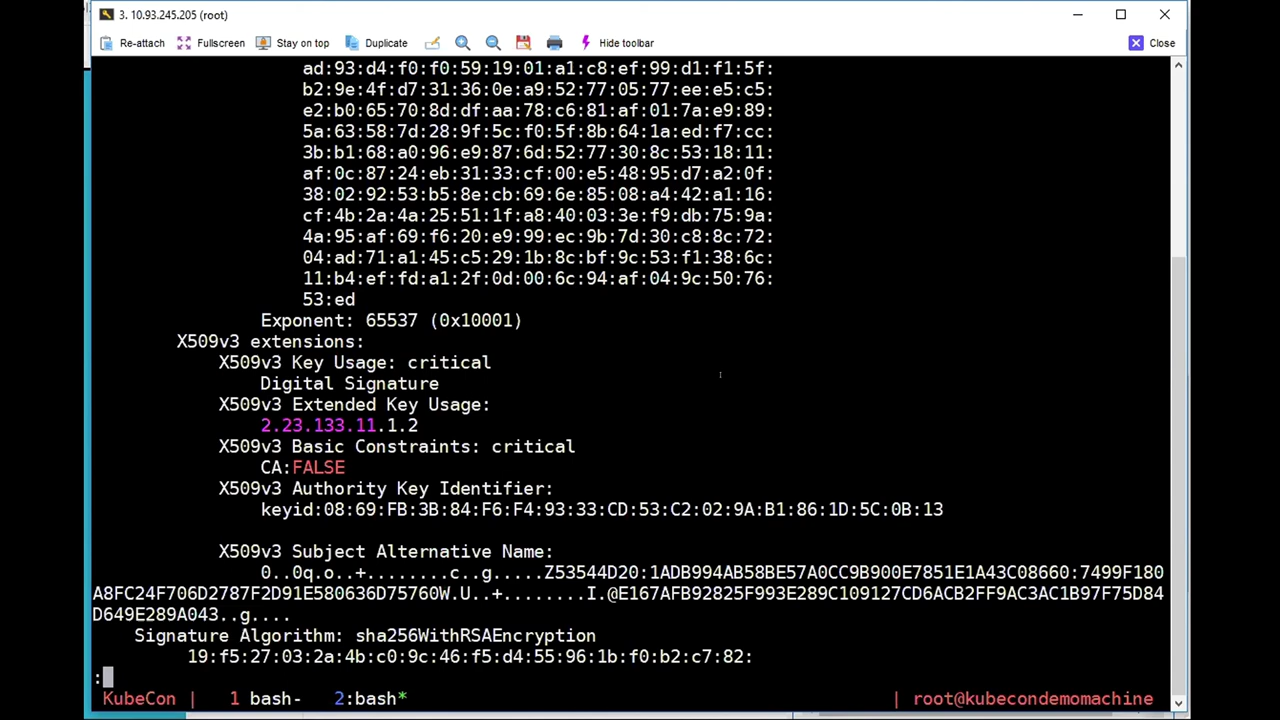 3. 10.93.245.205 (root)
Re-attach Fullscreen Stay on top Duplicate Hide toolbar Close
ad:93:d4:f0:f0:59:19:01:a1:c8:ef:99:d1:f1:5f:
b2:9e:4f:d7:31:36:0e:a9:52:77:05:77:ee:e5:c5:
e2:b0:65:70:8d:df:aa:78:c6:81:af:01:7a:e9:89:
5a:63:58:7d:28:9f:5c:f0:5f:8b:64:1a:ed:f7:cc:
3b:b1:68:a0:96:e9:87:6d:52:77:30:8c:53:18:11:
af:0c:87:24:eb:31:33:cf:00:e5:48:95:d7:a2:0f:
38:02:92:53:b5:8e:cb:69:6e:85:08:a4:42:a1:16:
cf:4b:2a:4a:25:51:1f:a8:40:03:3e:f9:db:75:9a:
4a:95:af:69:f6:20:e9:99:ec:9b:7d:30:c8:8c:72:
04:ad:71:a1:45:c5:29:1b:8c:bf:9c:53:f1:38:6c:
11:b4:ef:fd:a1:2f:0d:00:6c:94:af:04:9c:50:76:
53:ed
Exponent: 65537 (0x10001)
X509v3 extensions:
X509v3 Key Usage: critical
Digital Signature
X509v3 Extended Key Usage:
2.23.133.11.1.2
X509v3 Basic Constraints: critical
CA:FALSE
X509v3 Authority Key Identifier:
keyid:08:69:FB:3B:84:F6:F4:93:33:CD:53:C2:02:9A:B1:86:1D:5C:0B:13
X509v3 Subject Alternative Name:
0..0q.o..+........c..g.....Z53544D20:1ADB994AB58BE57A0CC9B900E7851E1A43C08660:7499F180
A8FC24F706D2787F2D91E580636D75760W.U..+........I.@E167AFB92825F993E289C109127CD6ACB2FF9AC3AC1B97F75D84
D649E289A043..g....
Signature Algorithm: sha256WithRSAEncryption
19:f5:27:03:2a:4b:c0:9c:46:f5:d4:55:96:1b:f0:b2:c7:82:
:
KubeCon | 1 bash- 2:bash* | root@kubecondemomachine